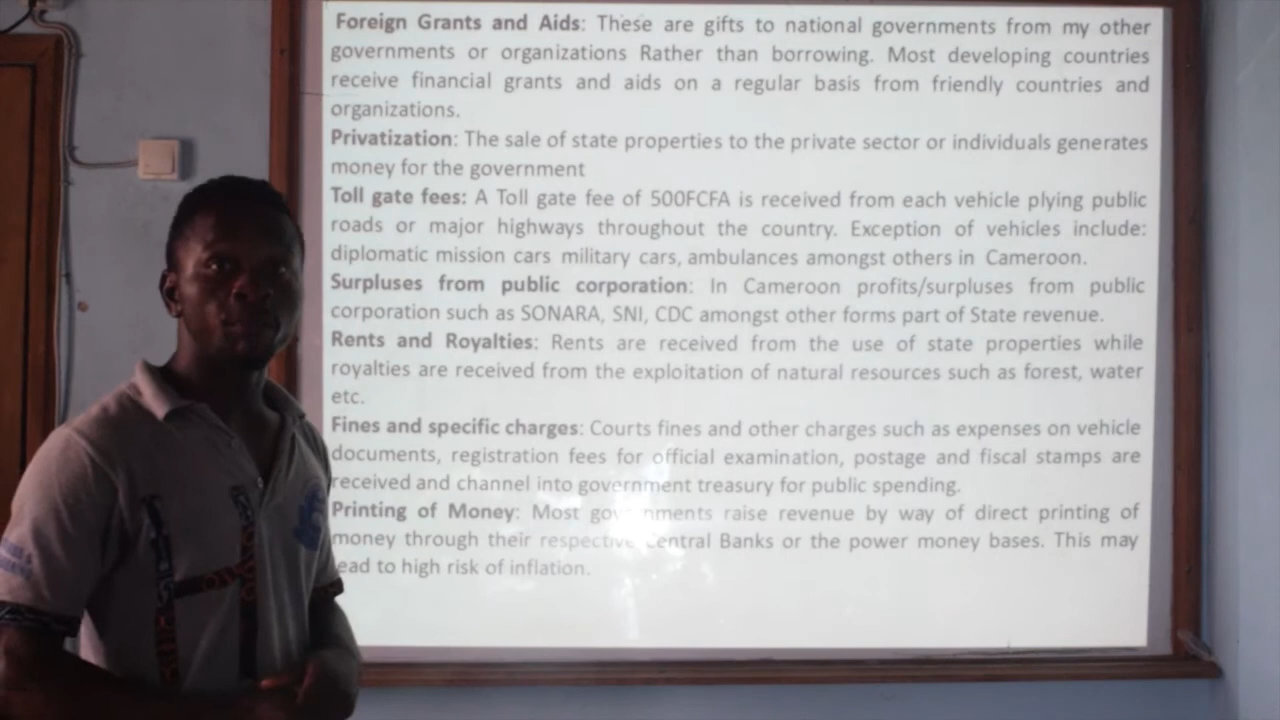 Foreign Grants and Aids: These are gifts to national governments from my other
governments or organizations Rather than borrowing. Most developing countries
receive financial grants and aids on a regular basis from friendly countries and
organizations.
Privatization: The sale of state properties to the private sector or individuals generates
money for the government
Toll gate fees: A Toll gate fee of 500FCFA is received from each vehicle plying public
roads or major highways throughout the country. Exception of vehicles include:
diplomatic mission cars military cars, ambulances amongst others in Cameroon.
Surpluses from public corporation: In Cameroon profits/surpluses from public
corporation such as SONARA, SNI, CDC amongst other forms part of State revenue.
Rents and Royalties: Rents are received from the use of state properties while
royalties are received from the exploitation of natural resources such as forest, water
etc.
Fines and specific charges: Courts fines and other charges such as expenses on vehicle
documents, registration fees for official examination, postage and fiscal stamps are
received and channel into government treasury for public spending.
Printing of Money: Most governments raise revenue by way of direct printing of
money through their respective Central Banks or the power money bases. This may
lead to high risk of inflation.